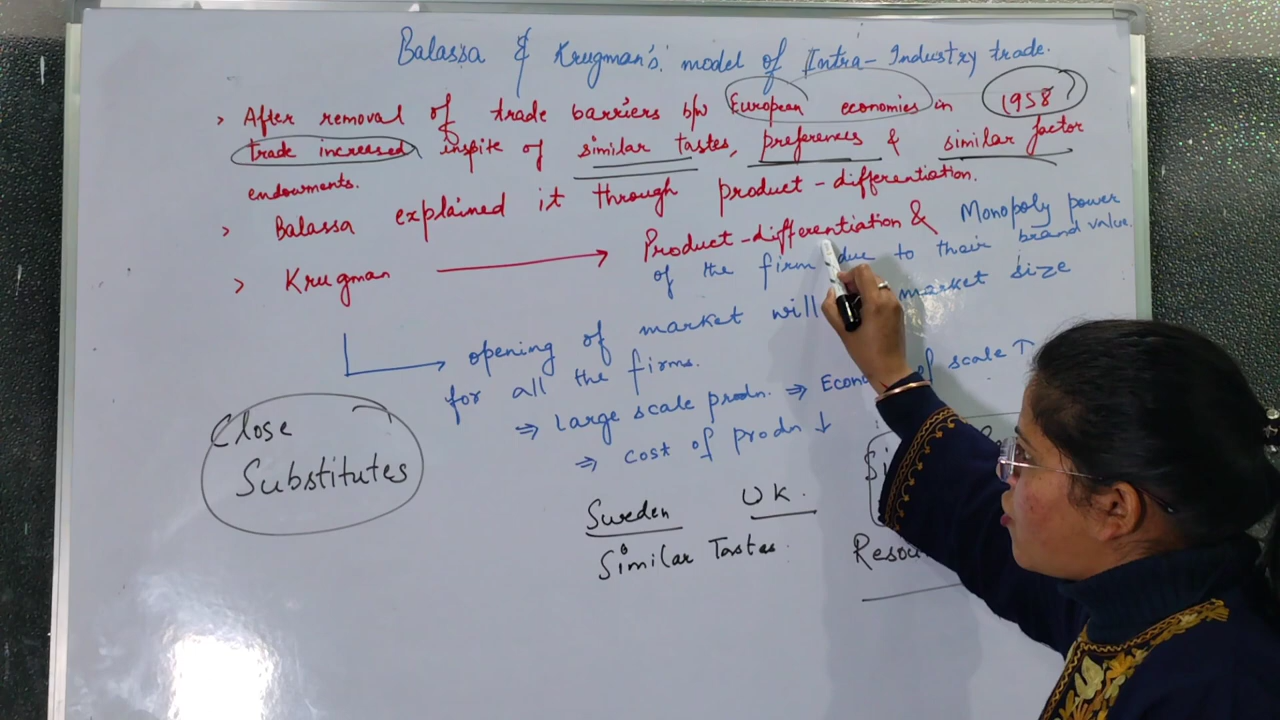 Balassa & Krugman's model of Intra-Industry trade.
> After removal of trade barriers b/w European economies in 1958
trade increased inspite of similar tastes, preferences & similar factor
endowments.
> Balassa explained it through product-differentiation.
> Krugman → Product-differentiation & Monopoly power
of the firm due to their brand value.
→ opening of market will market size
for all the firms.
⇒ Large scale prodn. ⇒ of scale ↑
⇒ cost of prodn ↓
Close
Substitutes
Sweden UK.
Similar Tastes.